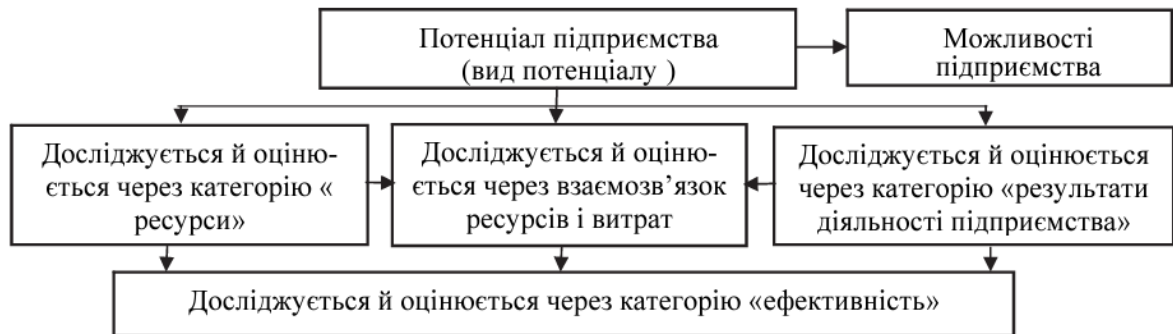 Потенціал підприємства
(вид потенціалу )
Можливості
підприємства
Досліджується й оціню-
ється через категорію «
ресурси»
Досліджується й оціню-
ється через взаємозв’язок
ресурсів і витрат
Досліджується й оцінюється
через категорію «результати
діяльності підприємства»
Досліджується й оцінюється через категорію «ефективність»